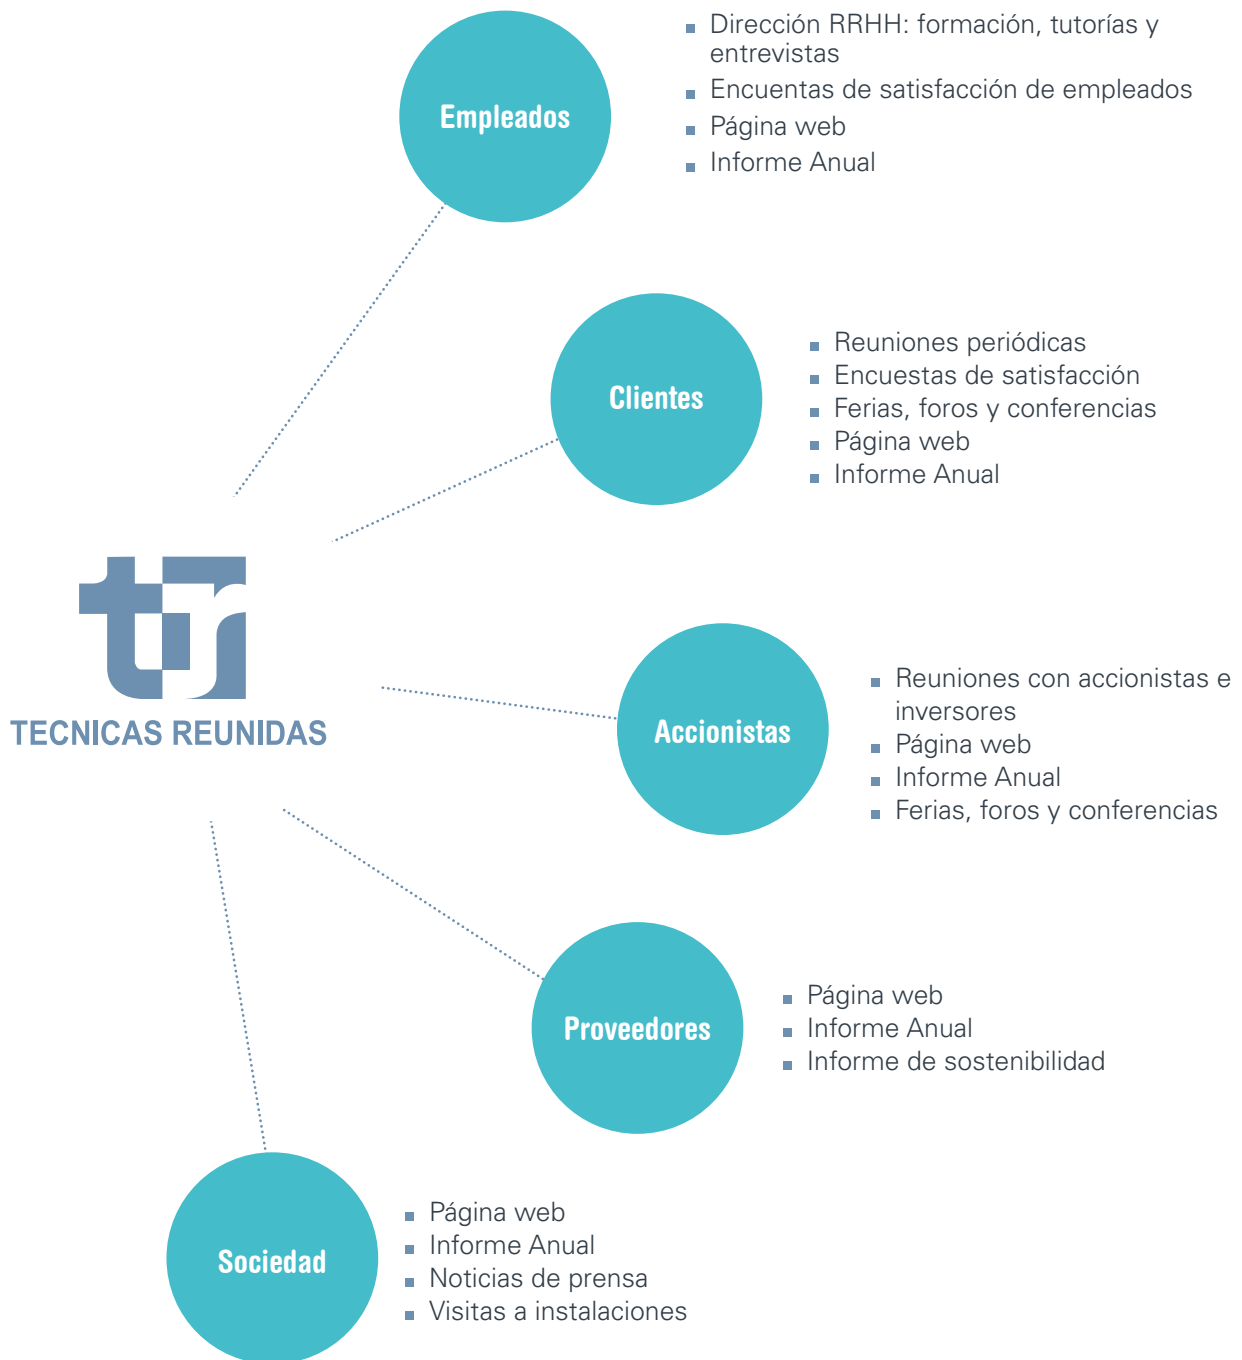 Empleados
Dirección RRHH: formación, tutorías y
entrevistas
Encuentas de satisfacción de empleados
Página web
Informe Anual
Clientes
Reuniones periódicas
Encuestas de satisfacción
Ferias, foros y conferencias
Página web
Informe Anual
tr
TECNICAS REUNIDAS
Accionistas
Reuniones con accionistas e
inversores
Página web
Informe Anual
Ferias, foros y conferencias
Proveedores
Página web
Informe Anual
Informe de sostenibilidad
Sociedad
Página web
Informe Anual
Noticias de prensa
Visitas a instalaciones